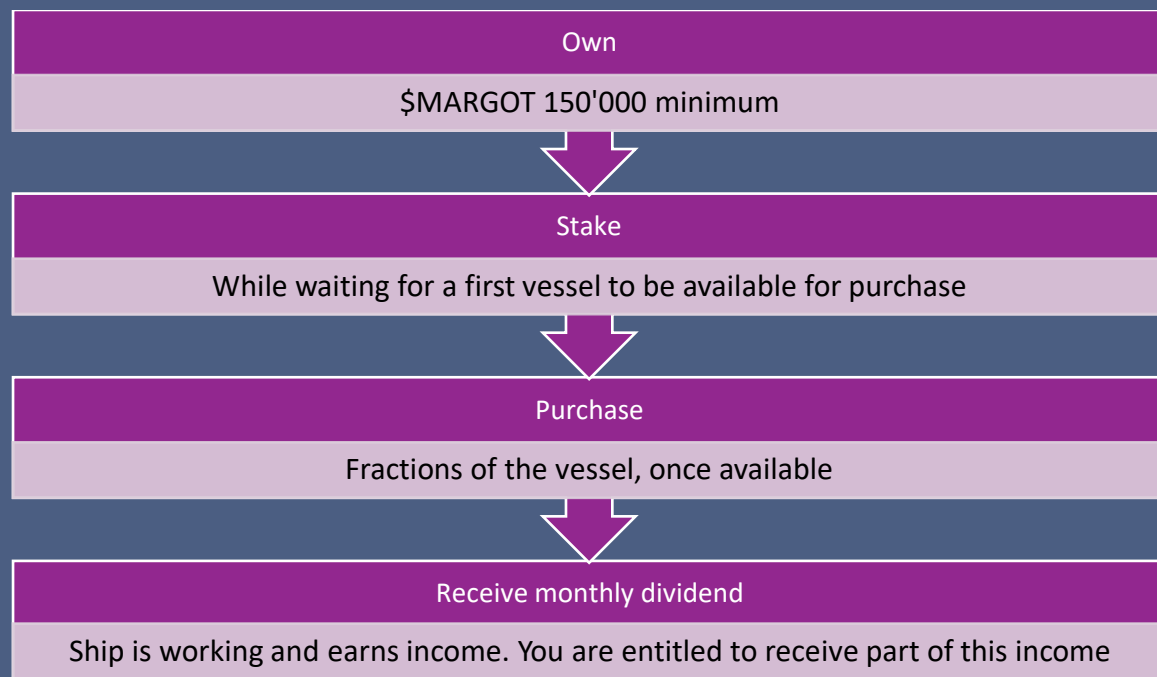 Own
$MARGOT 150'000 minimum
Stake
While waiting for a first vessel to be available for purchase
Purchase
Fractions of the vessel, once available
Receive monthly dividend
Ship is working and earns income. You are entitled to receive part of this income